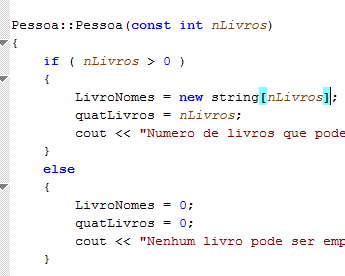 Pessoa::Pessoa(const int nLivros)
{
if ( nLivros > 0 )
{
LivroNomes = new string[nLivros];
quatLivros = nLivros;
cout << "Numero de livros que pode
}
else
{
LivroNomes = 0;
quatLivros = 0;
cout << "Nenhum livro pode ser emp
}